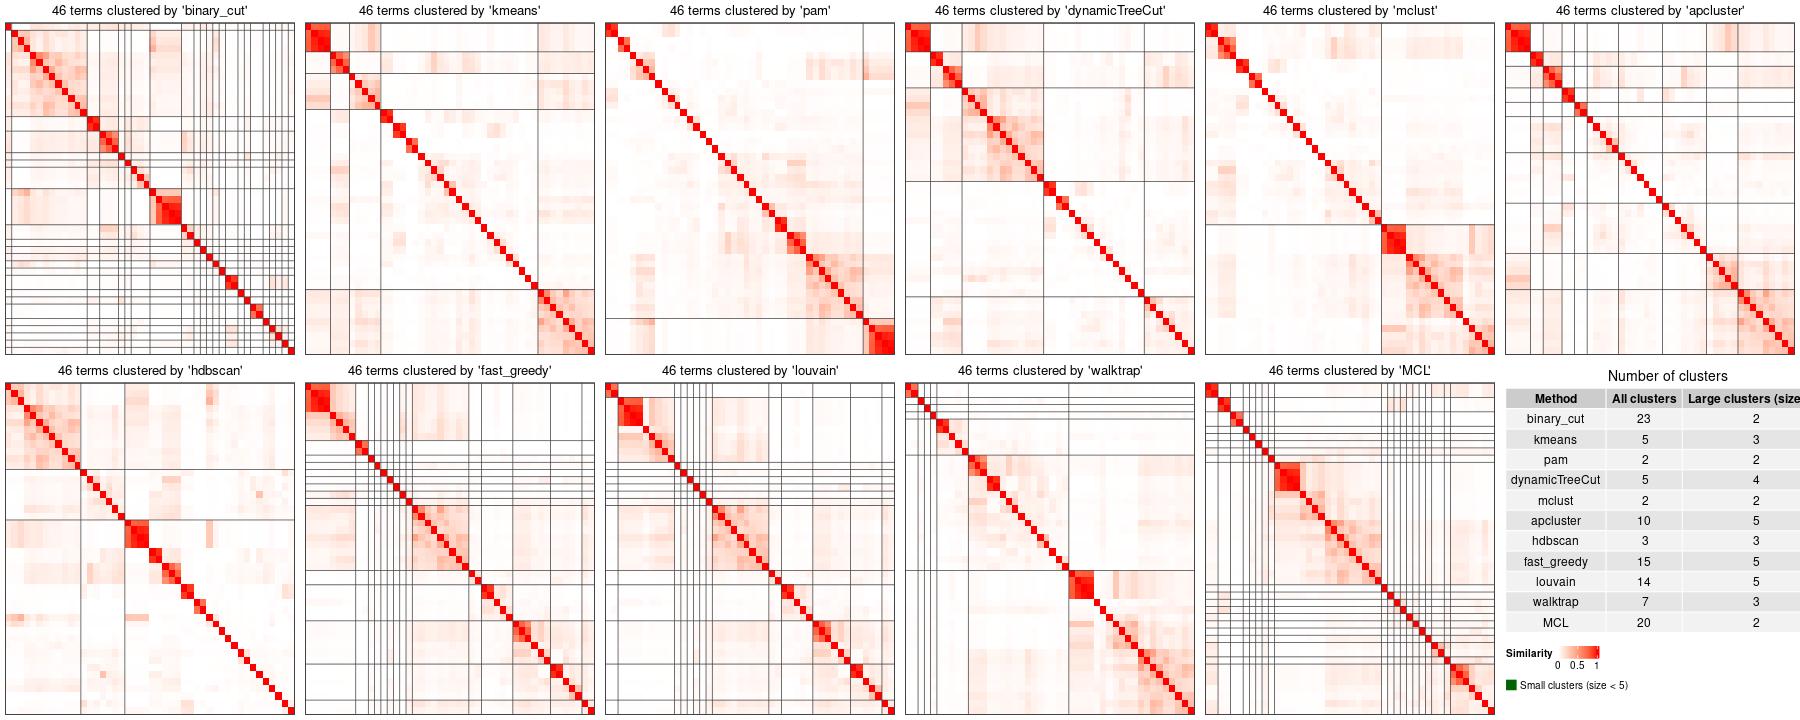 46 terms clustered by 'binary_cut'
46 terms clustered by 'kmeans'
46 terms clustered by 'pam'
46 terms clustered by 'dynamicTreeCut'
46 terms clustered by 'mclust'
46 terms clustered by 'apcluster'
46 terms clustered by 'hdbscan'
46 terms clustered by 'fast_greedy'
46 terms clustered by 'louvain'
46 terms clustered by 'walktrap'
46 terms clustered by 'MCL'
Number of clusters
Method All clusters Large clusters (size
binary_cut 23 2
kmeans 5 3
pam 2 2
dynamicTreeCut 5 4
mclust 2 2
apcluster 10 5
hdbscan 3 3
fast_greedy 15 5
louvain 14 5
walktrap 7 3
MCL 20 2
Similarity
0 0.5 1
Small clusters (size < 5)